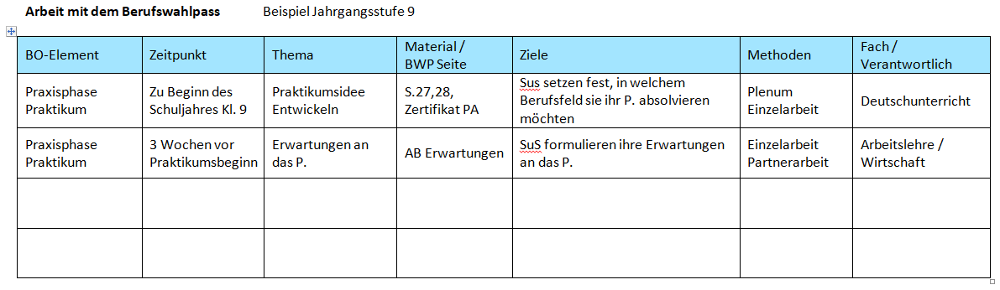 Arbeit mit dem Berufswahlpass Beispiel Jahrgangsstufe 9
BO-Element Zeitpunkt Thema Material / BWP Seite Ziele Methoden Fach / Verantwortlich
Praxisphase
Praktikum
Zu Beginn des
Schuljahres Kl. 9
Praktikumsidee
Entwickeln
S.27,28,
Zertifikat PA
Sus setzen fest, in welchem
Berufsfeld sie ihr P. absolvieren
möchten
Plenum
Einzelarbeit
Deutschunterricht
Praxisphase
Praktikum
3 Wochen vor
Praktikumsbeginn
Erwartungen an
das P.
AB Erwartungen
SuS formulieren ihre Erwartungen
an das P.
Einzelarbeit
Partnerarbeit
Arbeitslehre /
Wirtschaft